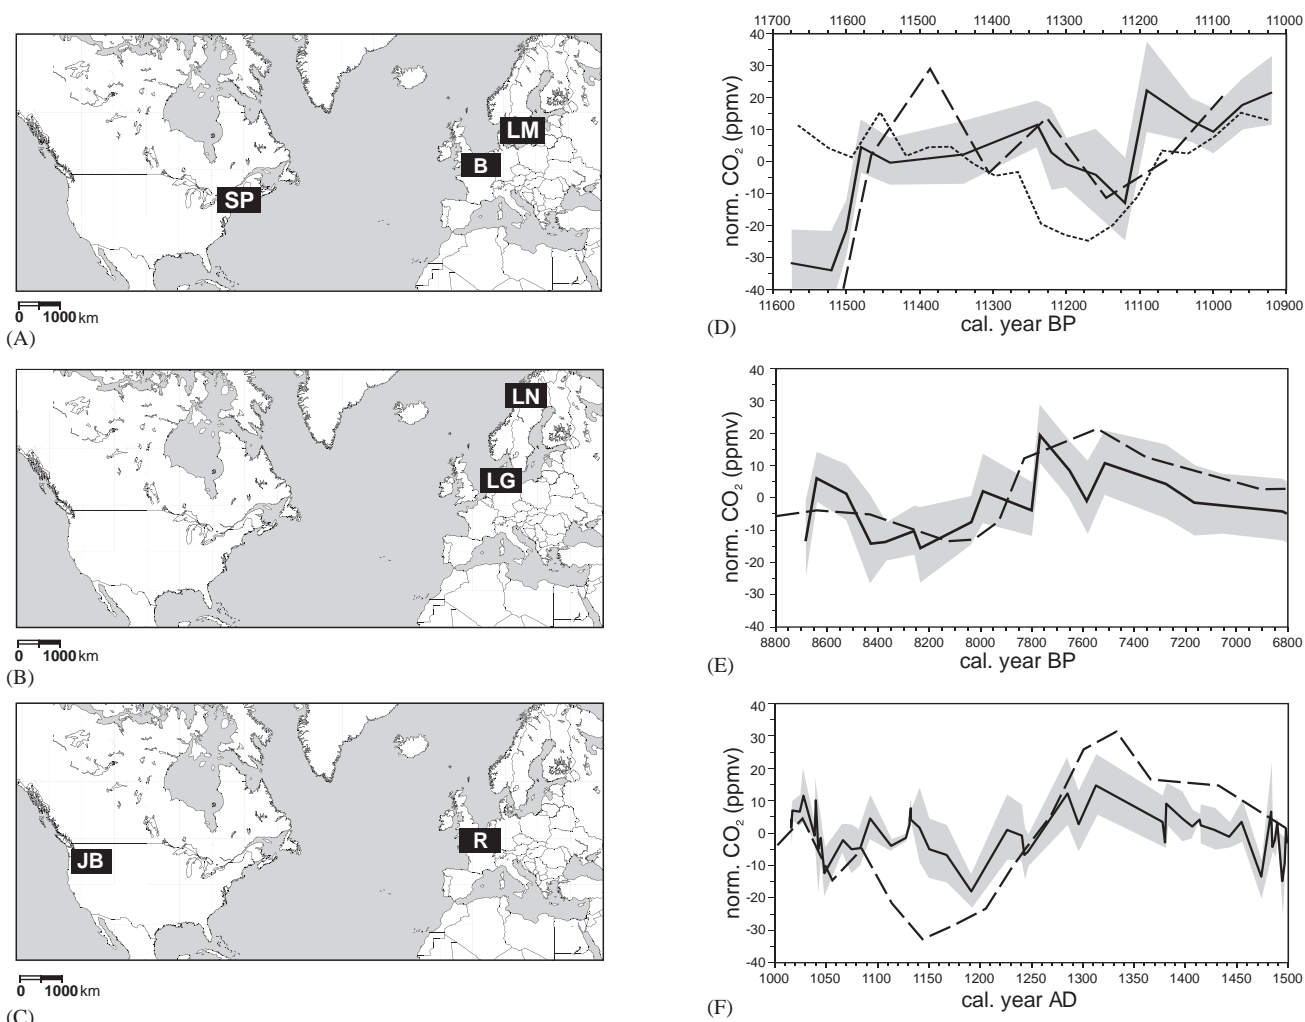 LM
B
SP
0 1000 km
(A)
11700 11600 11500 11400 11300 11200 11100 11000
40
30
20
10
0
-10
-20
-30
-40
norm. CO2 (ppmv)
11600 11500 11400 11300 11200 11100 11000 10900
cal. year BP
(D)
LN
LG
0 1000 km
(B)
40
30
20
10
0
-10
-20
-30
-40
norm. CO2 (ppmv)
8800 8600 8400 8200 8000 7800 7600 7400 7200 7000 6800
cal. year BP
(E)
JB
R
0 1000 km
(C)
40
30
20
10
0
-10
-20
-30
-40
norm. CO2 (ppmv)
1000 1050 1100 1150 1200 1250 1300 1350 1400 1450 1500
cal. year AD
(F)